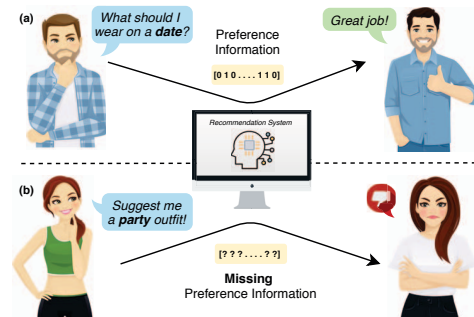 (a)
What should I
wear on a date?
Preference
Information
[0 1 0 . . . . 1 1 0]
Great job!
Recommendation System
(b)
Suggest me
a party outfit!
[? ? ? . . . . ? ?]
Missing
Preference Information